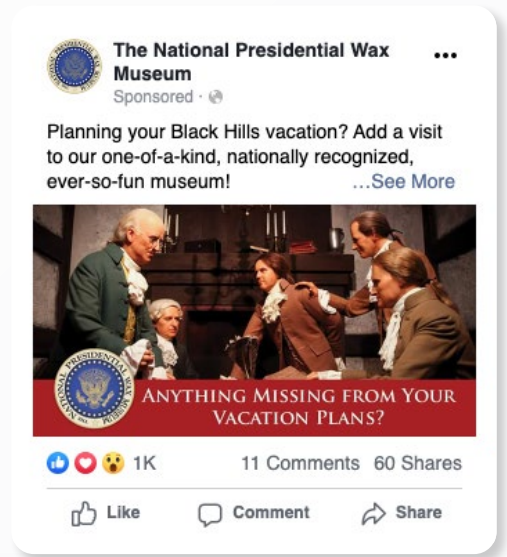 The National Presidential Wax
Museum
Sponsored ·
Planning your Black Hills vacation? Add a visit
to our one-of-a-kind, nationally recognized,
ever-so-fun museum!
...See More
THE NATIONAL PRESIDENTIAL WAX MUSEUM
ANYTHING MISSING FROM YOUR
VACATION PLANS?
1K
11 Comments 60 Shares
Like Comment Share